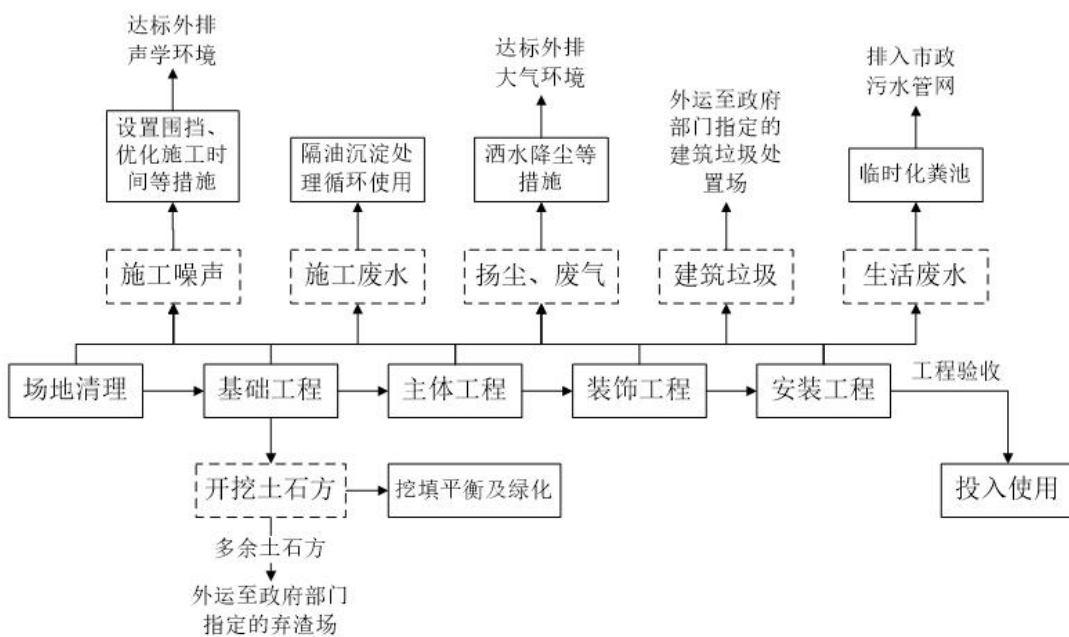 达标外排
声学环境
达标外排
大气环境
排入市政
污水管网
外运至政府
部门指定的
建筑垃圾处
置场
设置围挡、
优化施工时
间等措施
隔油沉淀处
理循环使用
洒水降尘等
措施
临时化粪池
施工噪声
施工废水
扬尘、废气
建筑垃圾
生活废水
场地清理
基础工程
主体工程
装饰工程
安装工程
工程验收
开挖土石方
挖填平衡及绿化
投入使用
多余土石方
外运至政府部门
指定的弃渣场